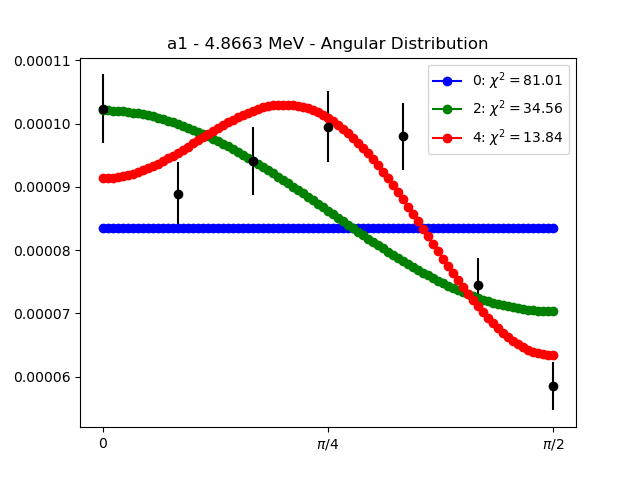 a1 - 4.8663 MeV - Angular Distribution
0.00011
0.00010
0.00009
0.00008
0.00007
0.00006
0: χ² = 81.01
2: χ² = 34.56
4: χ² = 13.84
0
π/4
π/2